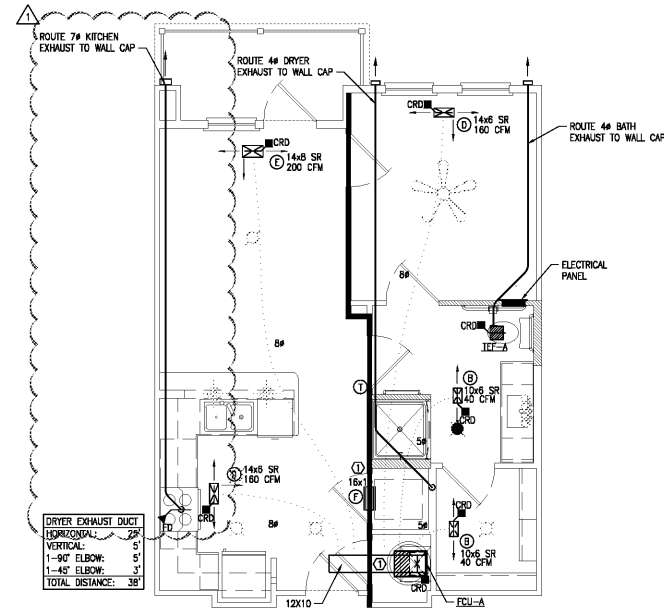 1
ROUTE 7ø KITCHEN
EXHAUST TO WALL CAP
ROUTE 4ø DRYER
EXHAUST TO WALL CAP
CRD
D
14x6 SR
160 CFM
ROUTE 4ø BATH
EXHAUST TO WALL CAP
CRD
E
14x8 SR
200 CFM
ELECTRICAL
PANEL
8ø
CRD
TEF-A
8ø
T
B
10x6 SR
40 CFM
CRD
5ø
1
14x6 SR
160 CFM
16x1
F
CRD
FD
8ø
5ø
CRD
B
10x6 SR
40 CFM
DRYER EXHAUST DUCT
HORIZONTAL: 25'
VERTICAL: 5'
1-90° ELBOW: 5'
1-45° ELBOW: 3'
TOTAL DISTANCE: 38'
1
CRD
12X10
FCU-A